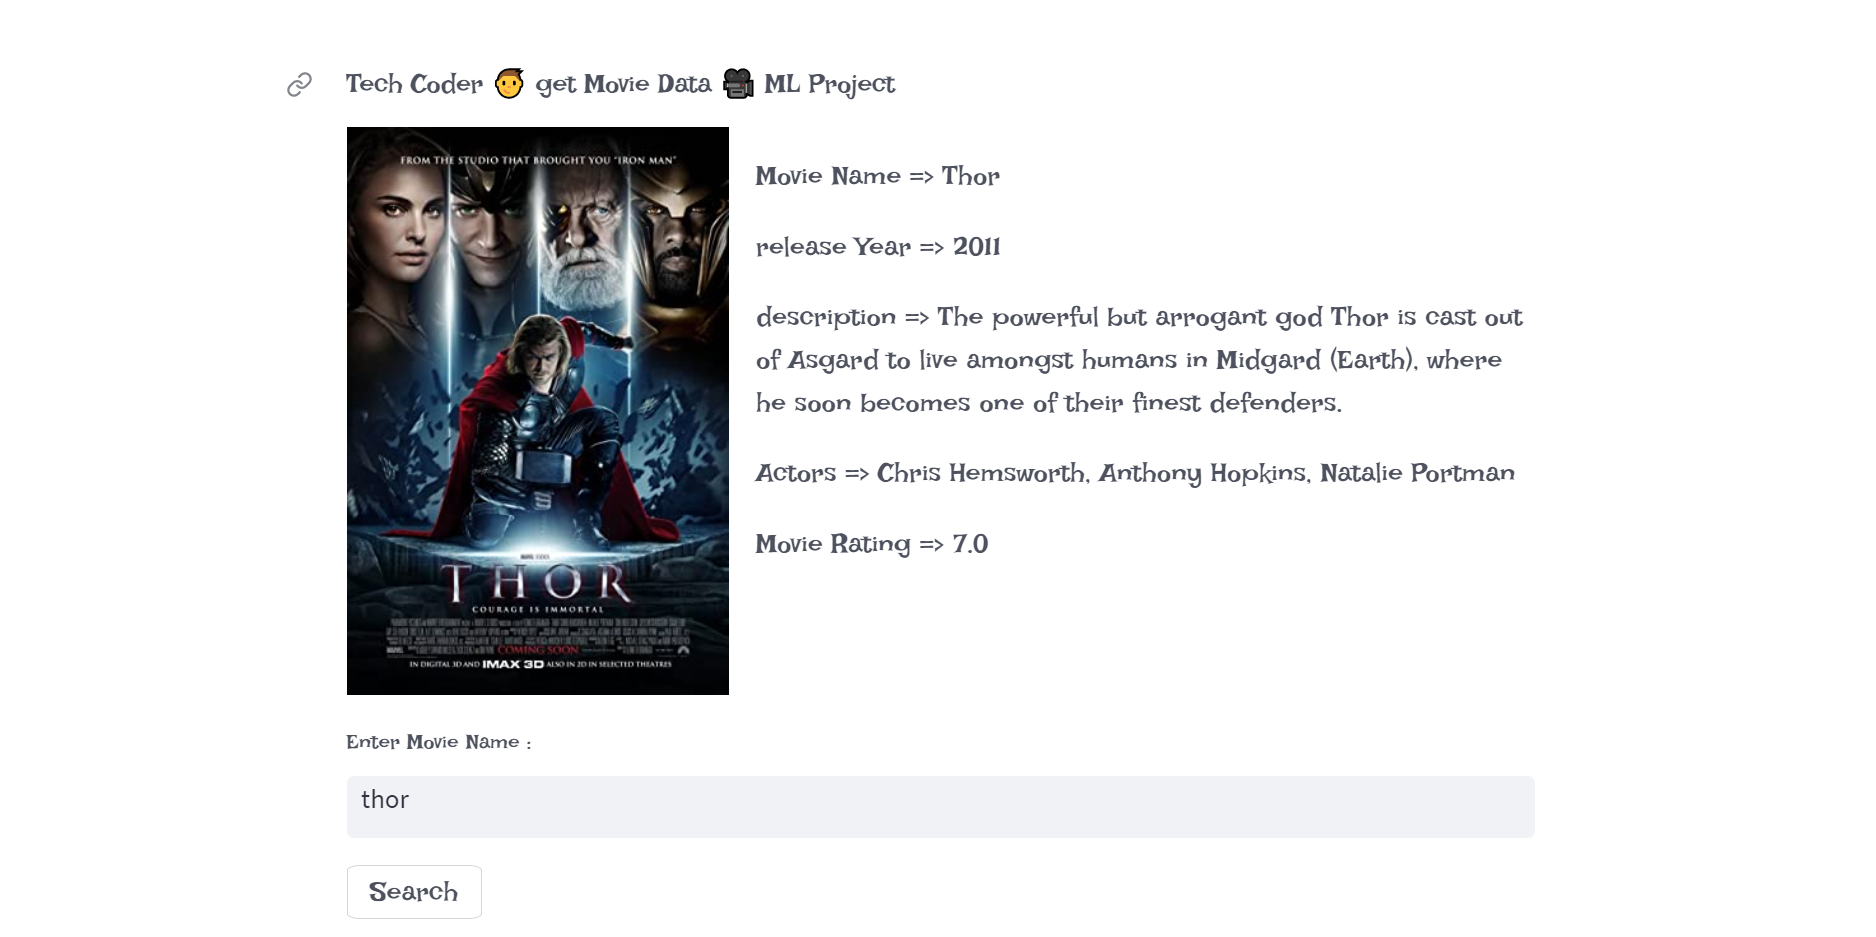 Tech Coder 👦 get Movie Data 🎥 ML Project
FROM THE STUDIO THAT BROUGHT YOU "IRON MAN"
THOR
COURAGE IS IMMORTAL
COMING SOON
IN DIGITAL 3D AND IMAX 3D ALSO IN 2D IN SELECTED THEATRES
Movie Name => Thor
release Year => 2011
description => The powerful but arrogant god Thor is cast out
of Asgard to live amongst humans in Midgard (Earth), where
he soon becomes one of their finest defenders.
Actors => Chris Hemsworth, Anthony Hopkins, Natalie Portman
Movie Rating => 7.0
Enter Movie Name :
thor
Search